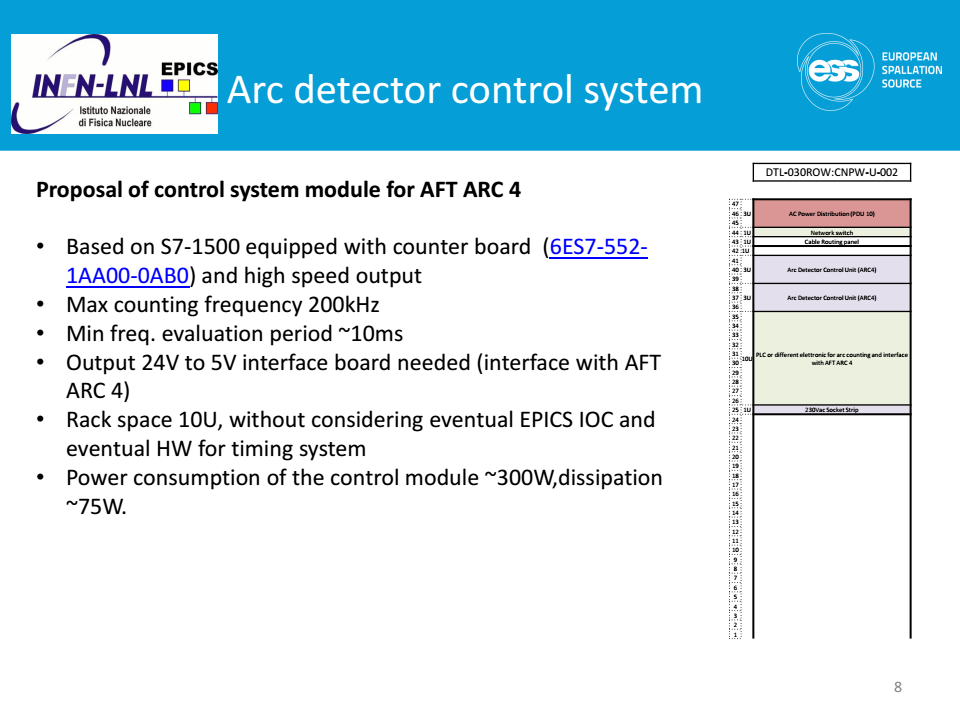 INFN-LNL
EPICS
Istituto Nazionale
di Fisica Nucleare
Arc detector control system
ess
EUROPEAN
SPALLATION
SOURCE
Proposal of control system module for AFT ARC 4
• Based on S7-1500 equipped with counter board (6ES7-552-
1AA00-0AB0) and high speed output
• Max counting frequency 200kHz
• Min freq. evaluation period ~10ms
• Output 24V to 5V interface board needed (interface with AFT
ARC 4)
• Rack space 10U, without considering eventual EPICS IOC and
eventual HW for timing system
• Power consumption of the control module ~300W,dissipation
~75W.
DTL-030ROW:CNPW-U-002
47
46 3U AC Power Distribution (PDU 10)
45
44 1U Network switch
43 1U Cable Routing panel
42 1U
41
40 3U Arc Detector Control Unit (ARC4)
39
38
37 3U Arc Detector Control Unit (ARC4)
36
35
34
33
32
31 10U PLC or different elettronic for arc counting and interface
30 with AFT ARC 4
29
28
27
26
25 1U 230Vac Socket Strip
24
23
22
21
20
19
18
17
16
15
14
13
12
11
10
9
8
7
6
5
4
3
2
1
8